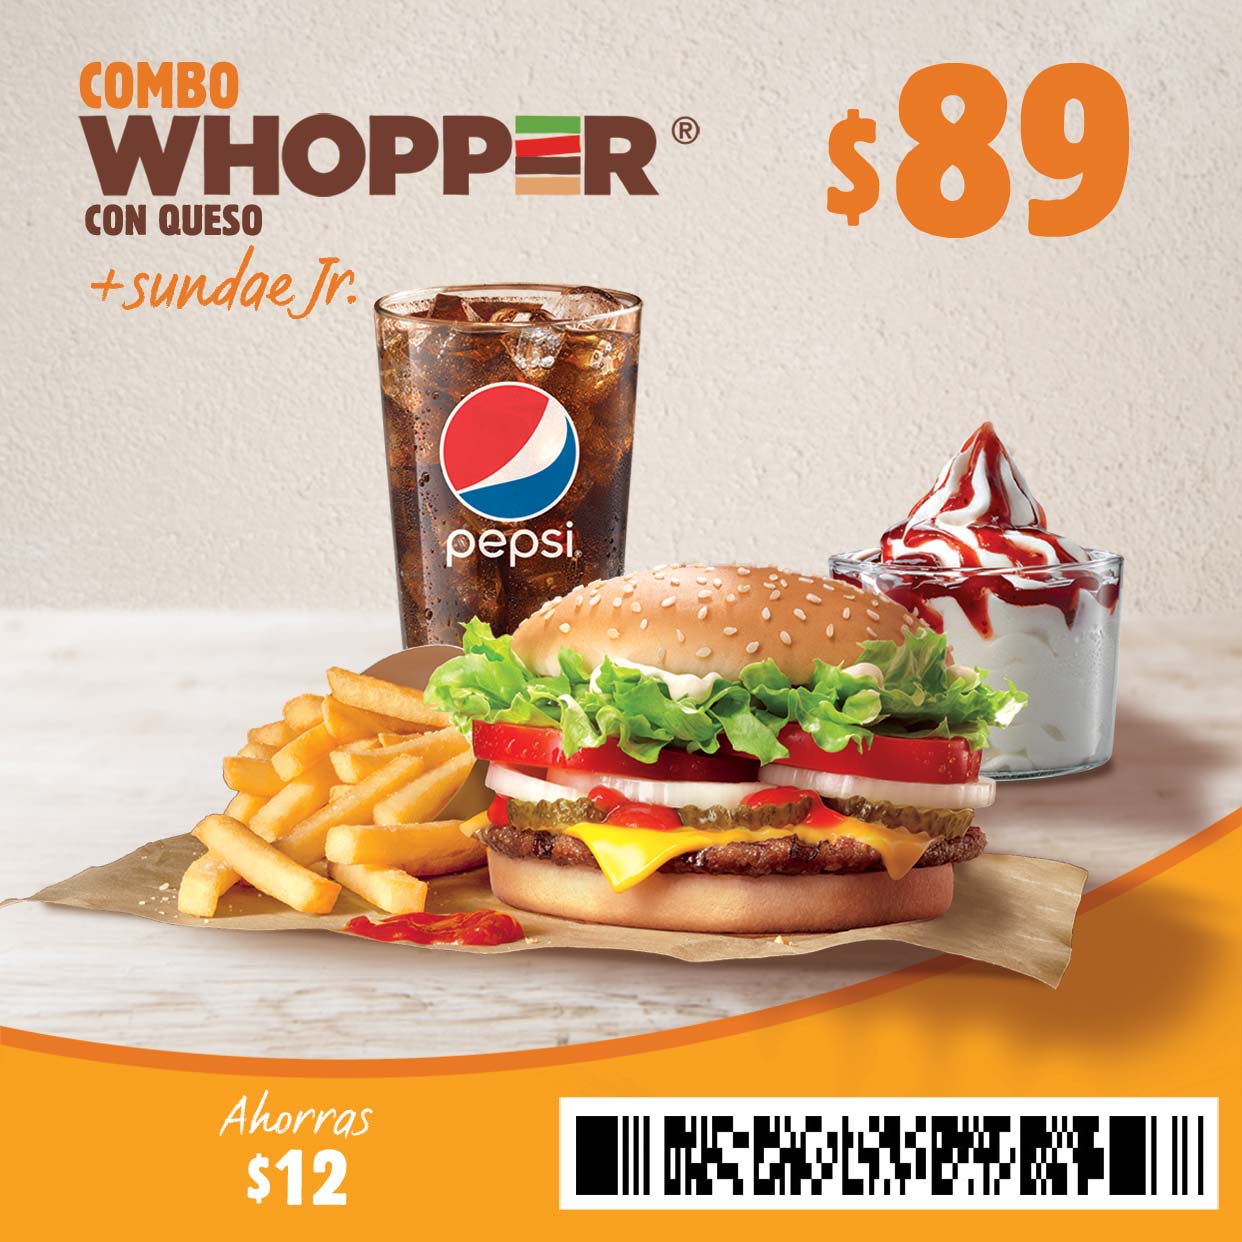 COMBO
WHOPPER®
CON QUESO
+sundae Jr.
$89
pepsi®
Ahorras
$12